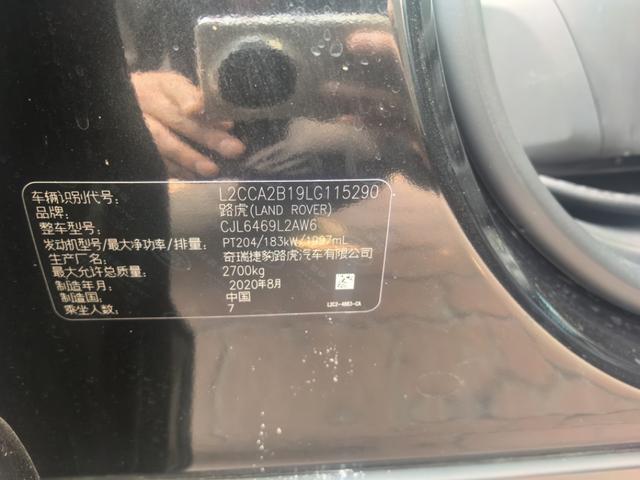 车辆识别代号: L2CCA2B19LG115290
品牌: 路虎(LAND ROVER)
整车型号: CJL6469L2AW6
发动机型号/最大净功率/排量: PT204/183kW/1997mL
生产厂名: 奇瑞捷豹路虎汽车有限公司
最大允许总质量: 2700kg
制造年月: 2020年8月
制造国: 中国
乘坐人数: 7
L2C2-4883-CA